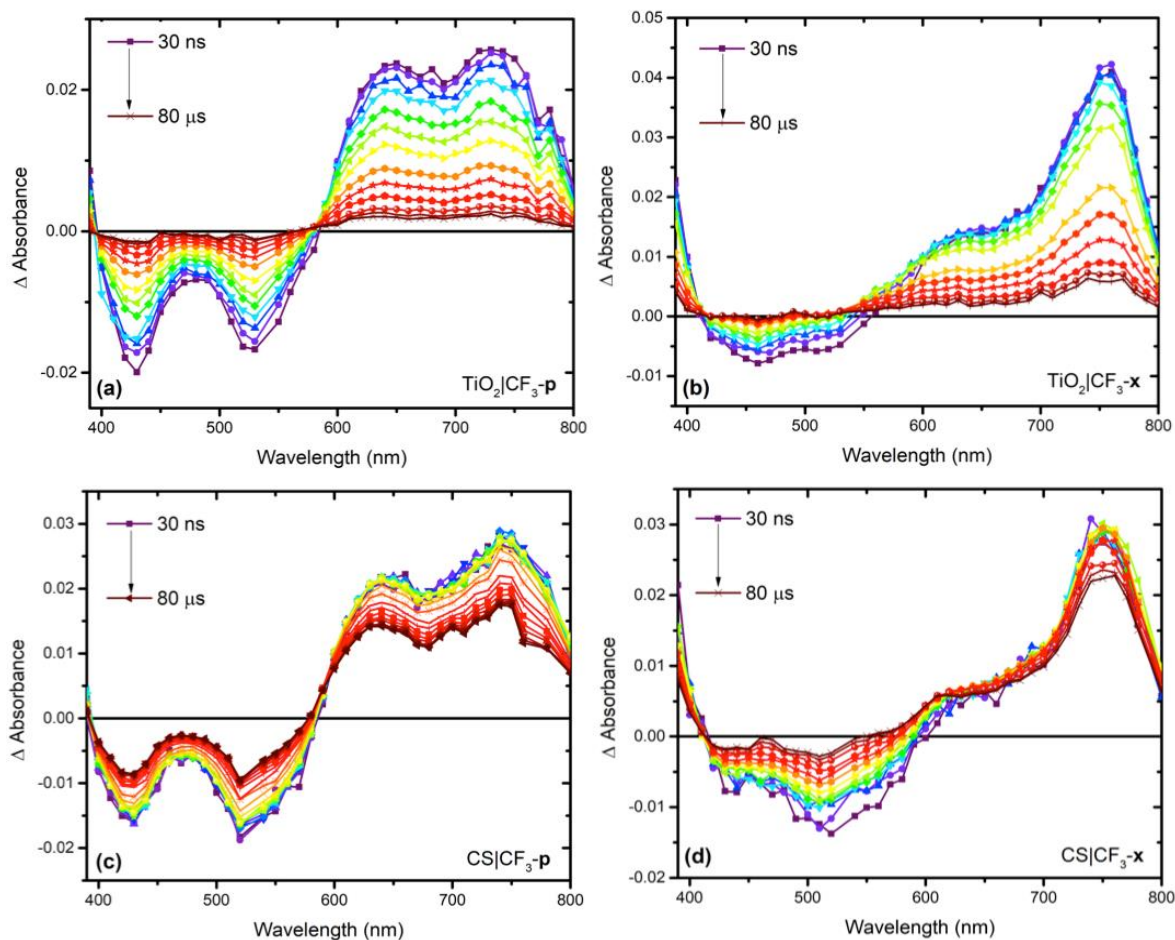 0.02
0.00
-0.02
Δ Absorbance
30 ns
80 μs
(a)
TiO₂|CF₃-p
400 500 600 700 800
Wavelength (nm)
0.05
0.04
0.03
0.02
0.01
0.00
-0.01
Δ Absorbance
30 ns
80 μs
(b)
TiO₂|CF₃-x
400 500 600 700 800
Wavelength (nm)
0.03
0.02
0.01
0.00
-0.01
-0.02
Δ Absorbance
30 ns
80 μs
(c)
CS|CF₃-p
400 500 600 700 800
Wavelength (nm)
0.03
0.02
0.01
0.00
-0.01
-0.02
Δ Absorbance
30 ns
80 μs
(d)
CS|CF₃-x
400 500 600 700 800
Wavelength (nm)